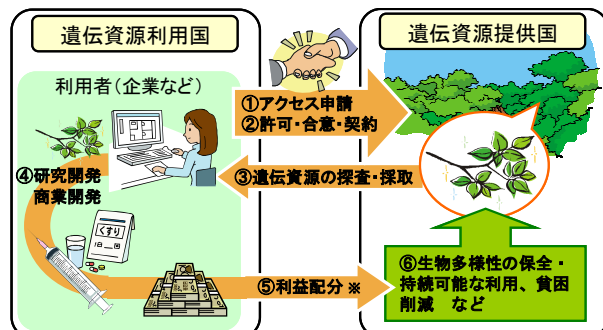 遺伝資源利用国
遺伝資源提供国
利用者（企業など）
①アクセス申請
②許可・合意・契約
③遺伝資源の探査・採取
④研究開発
商業開発
くすり
⑤利益配分 ※
⑥生物多様性の保全・
持続可能な利用、貧困
削減　など